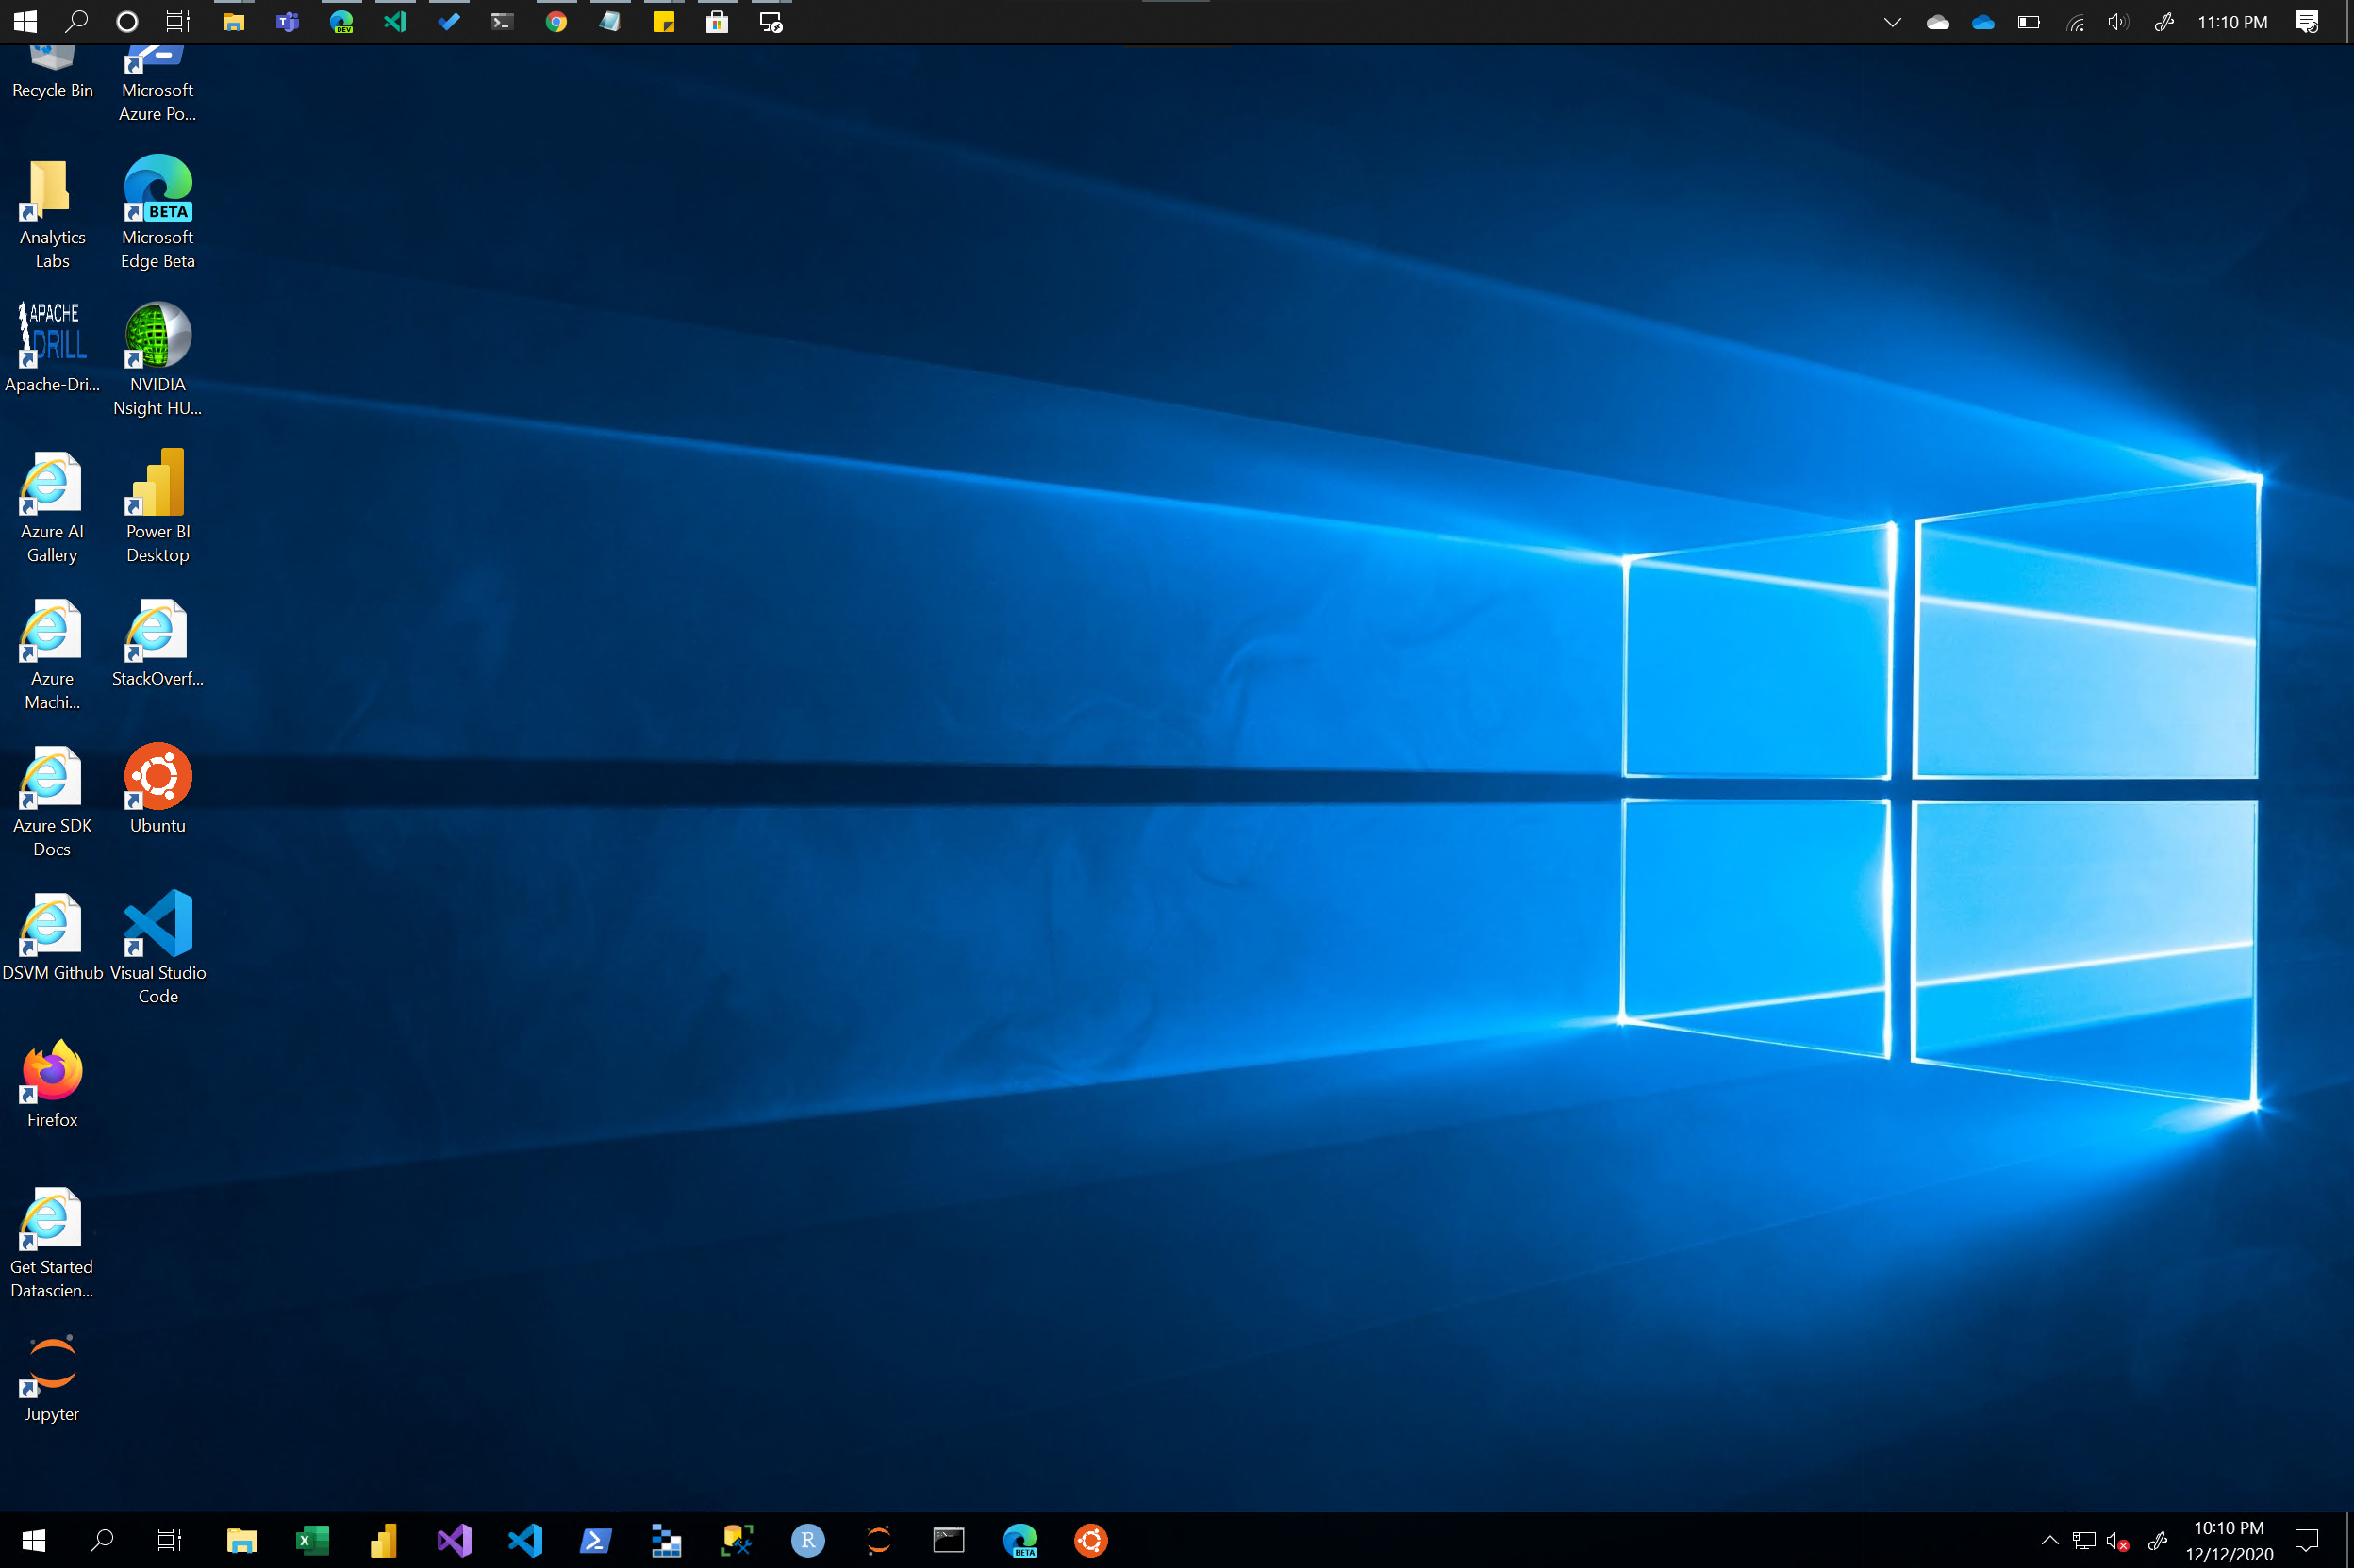 DEV
11:10 PM
Recycle Bin
Microsoft
Azure Po...
Analytics
Labs
BETA
Microsoft
Edge Beta
APACHE
DRILL
Apache-Dri...
NVIDIA
Nsight HU...
Azure AI
Gallery
Power BI
Desktop
Azure
Machi...
StackOverf...
Azure SDK
Docs
Ubuntu
DSVM Github
Visual Studio
Code
Firefox
Get Started
Datascien...
Jupyter
R
BETA
10:10 PM
12/12/2020